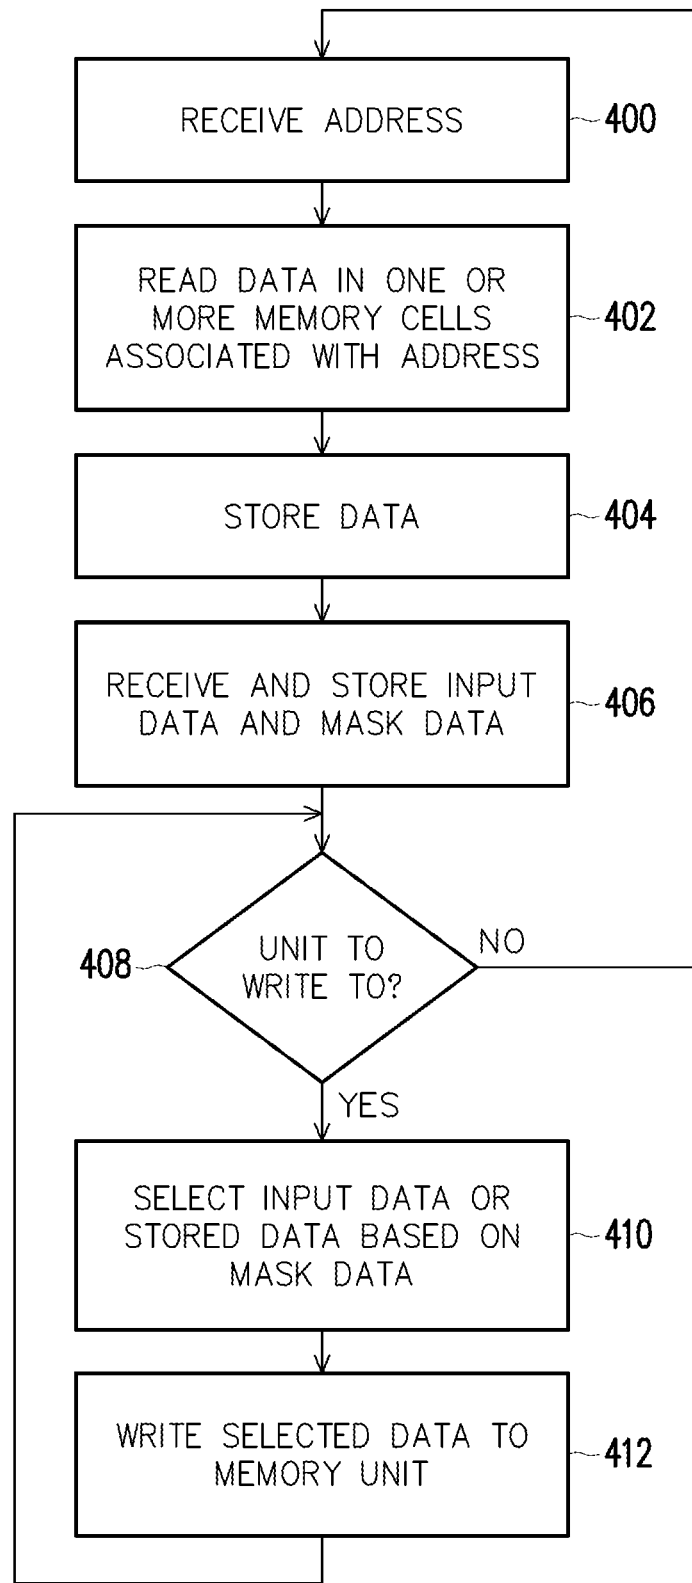 RECEIVE ADDRESS
400
READ DATA IN ONE OR
MORE MEMORY CELLS
ASSOCIATED WITH ADDRESS
402
STORE DATA
404
RECEIVE AND STORE INPUT
DATA AND MASK DATA
406
408
UNIT TO
WRITE TO?
NO
YES
SELECT INPUT DATA OR
STORED DATA BASED ON
MASK DATA
410
WRITE SELECTED DATA TO
MEMORY UNIT
412